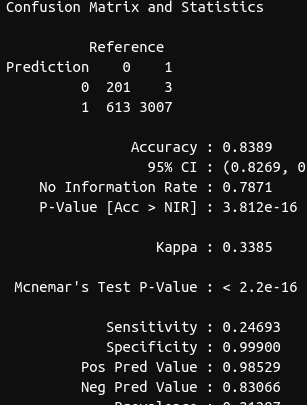 Confusion Matrix and Statistics
Reference
Prediction 0 1
0 201 3
1 613 3007
Accuracy : 0.8389
95% CI : (0.8269, 0
No Information Rate : 0.7871
P-Value [Acc > NIR] : 3.812e-16
Kappa : 0.3385
Mcnemar's Test P-Value : < 2.2e-16
Sensitivity : 0.24693
Specificity : 0.99900
Pos Pred Value : 0.98529
Neg Pred Value : 0.83066
Prevalence : 0.21287